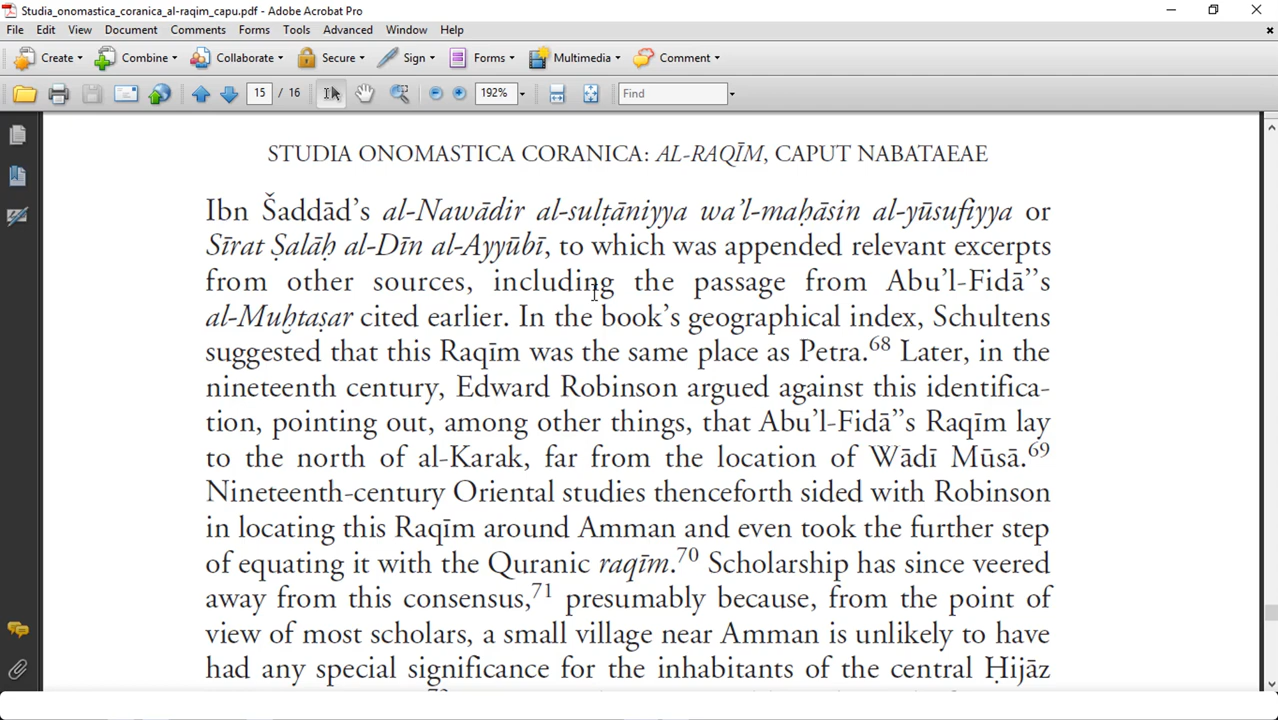 Studia_onomastica_coranica_al-raqim_capu.pdf - Adobe Acrobat Pro
File Edit View Document Comments Forms Tools Advanced Window Help
Create Combine Collaborate Secure Sign Forms Multimedia Comment
15 / 16 192% Find
STUDIA ONOMASTICA CORANICA: AL-RAQĪM, CAPUT NABATAEAE
Ibn Šaddād’s al-Nawādir al-sulṭāniyya wa’l-maḥāsin al-yūsufiyya or
Sīrat Ṣalāḥ al-Dīn al-Ayyūbī, to which was appended relevant excerpts
from other sources, including the passage from Abu’l-Fidā’’s
al-Muḫtaṣar cited earlier. In the book’s geographical index, Schultens
suggested that this Raqīm was the same place as Petra.68 Later, in the
nineteenth century, Edward Robinson argued against this identifica-
tion, pointing out, among other things, that Abu’l-Fidā’’s Raqīm lay
to the north of al-Karak, far from the location of Wādī Mūsā.69
Nineteenth-century Oriental studies thenceforth sided with Robinson
in locating this Raqīm around Amman and even took the further step
of equating it with the Quranic raqīm.70 Scholarship has since veered
away from this consensus,71 presumably because, from the point of
view of most scholars, a small village near Amman is unlikely to have
had any special significance for the inhabitants of the central Ḥijāz